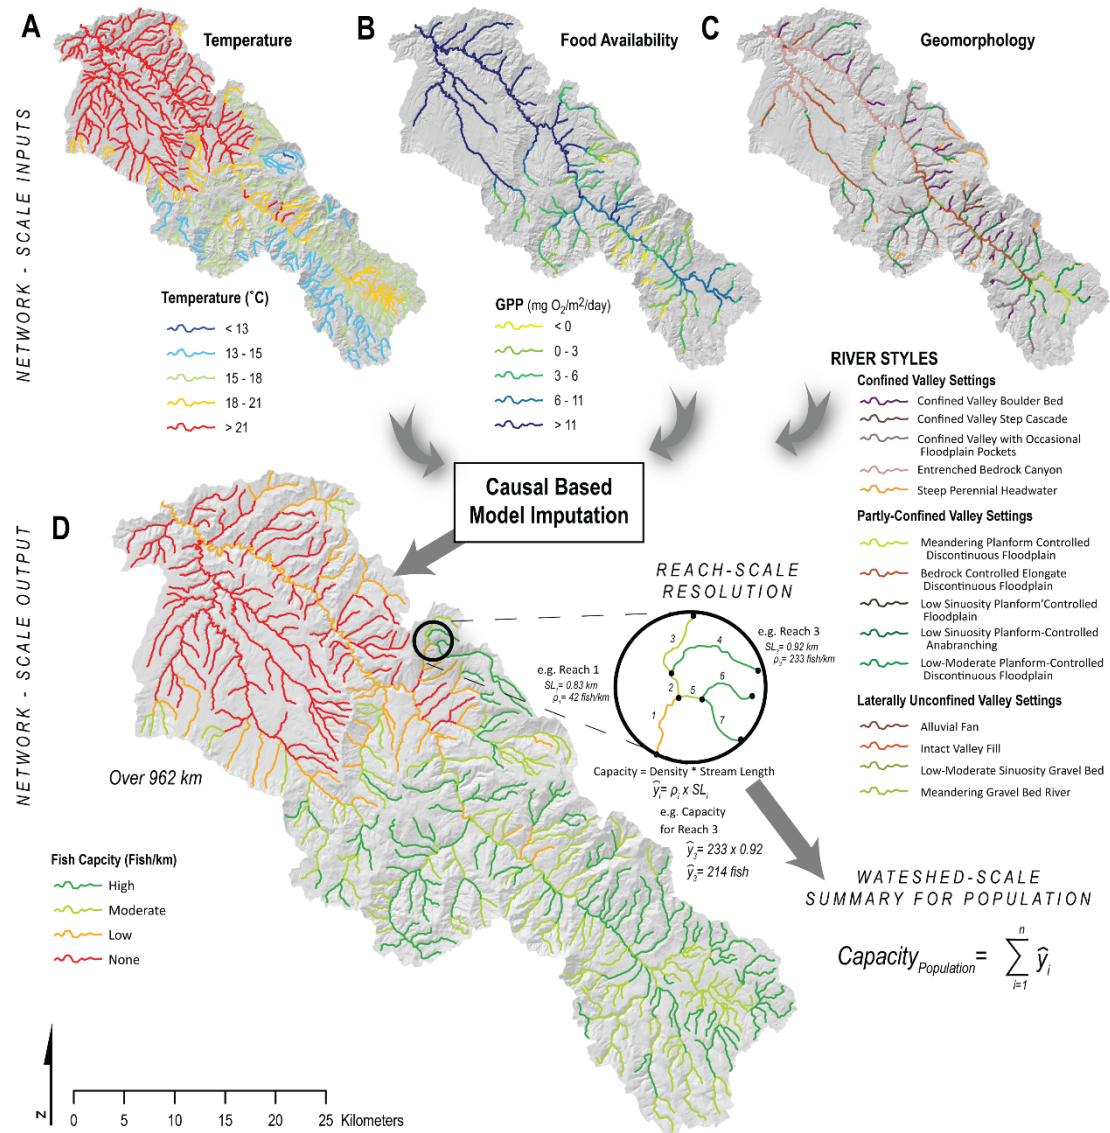 A
Temperature
B
Food Availability
C
Geomorphology
NETWORK - SCALE INPUTS
Temperature (˚C)
< 13
13 - 15
15 - 18
18 - 21
> 21
GPP (mg O2/m2/day)
< 0
0 - 3
3 - 6
6 - 11
> 11
RIVER STYLES
Confined Valley Settings
Confined Valley Boulder Bed
Confined Valley Step Cascade
Confined Valley with Occasional
Floodplain Pockets
Entrenched Bedrock Canyon
Steep Perennial Headwater
Partly-Confined Valley Settings
Meandering Planform Controlled
Discontinuous Floodplain
Bedrock Controlled Elongate
Discontinuous Floodplain
Low Sinuosity Planform'Controlled
Floodplain
Low Sinuosity Planform-Controlled
Anabranching
Low-Moderate Planform-Controlled
Discontinuous Floodplain
Laterally Unconfined Valley Settings
Alluvial Fan
Intact Valley Fill
Low-Moderate Sinuosity Gravel Bed
Meandering Gravel Bed River
Causal Based
Model Imputation
NETWORK - SCALE OUTPUT
D
REACH-SCALE
RESOLUTION
e.g. Reach 1
SL1= 0.83 km
ρ1= 42 fish/km
e.g. Reach 3
SL3= 0.92 km
ρ3= 233 fish/km
3
4
2
5
6
1
7
Capacity = Density * Stream Length
ŷi= ρi x SLi
e.g. Capacity
for Reach 3
ŷ3= 233 x 0.92
ŷ3= 214 fish
Over 962 km
Fish Capcity (Fish/km)
High
Moderate
Low
None
WATESHED-SCALE
SUMMARY FOR POPULATION
CapacityPopulation= n∑i=1 ŷi
N
0 5 10 15 20 25 Kilometers